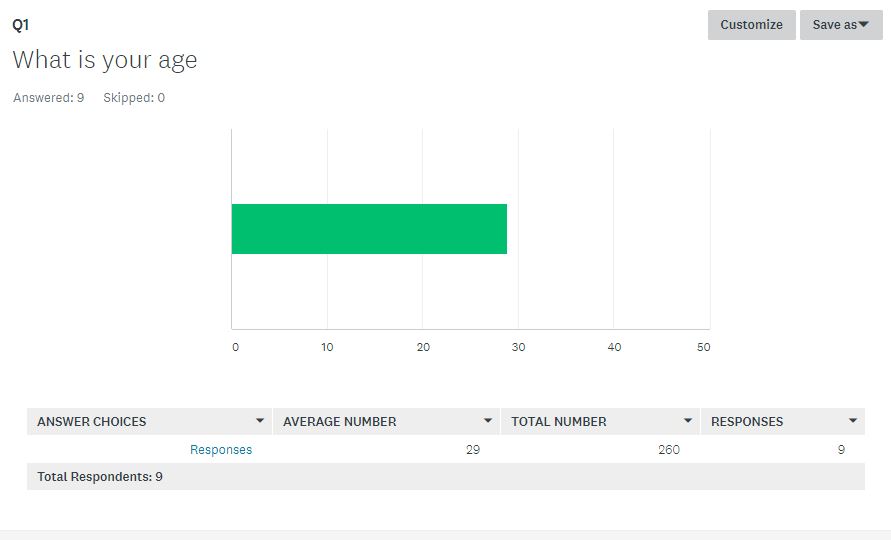 Q1
Customize
Save as
What is your age
Answered: 9 Skipped: 0
0 10 20 30 40 50
ANSWER CHOICES AVERAGE NUMBER TOTAL NUMBER RESPONSES
Responses 29 260 9
Total Respondents: 9